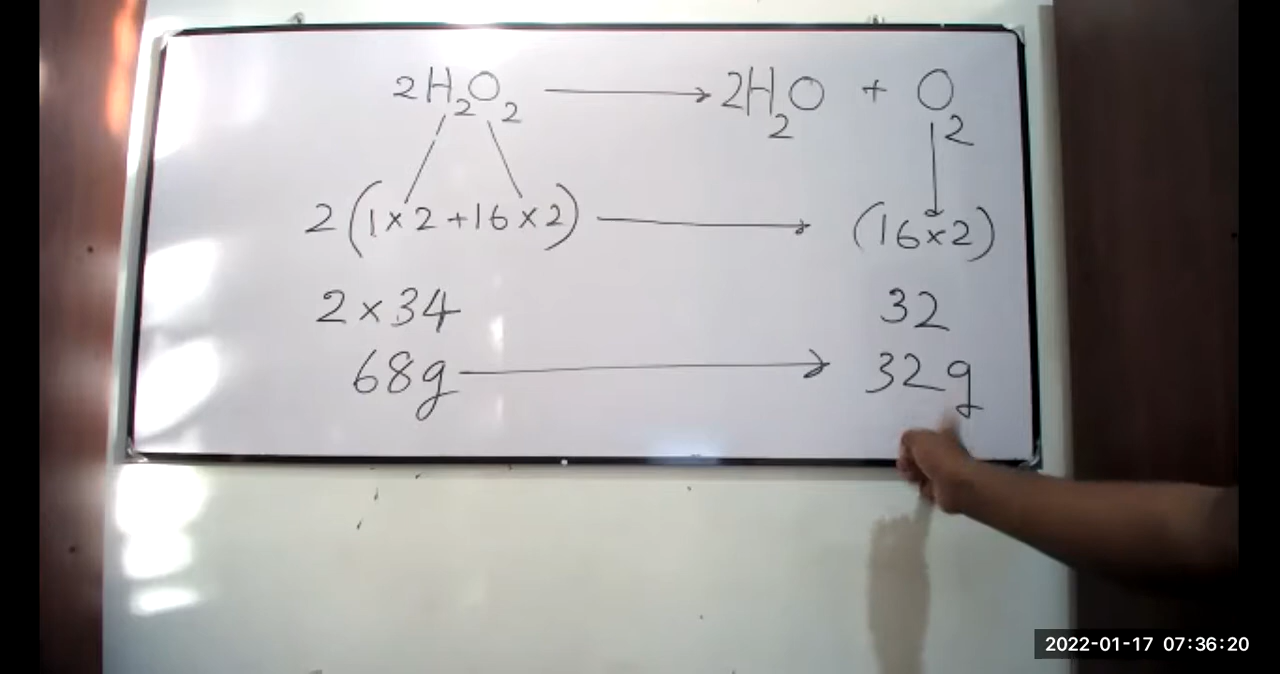 2H₂O₂ ⟶ 2H₂O + O₂
2(1×2+16×2) ⟶ (16×2)
2×34 32
68g ⟶ 32g
2022-01-17 07:36:20